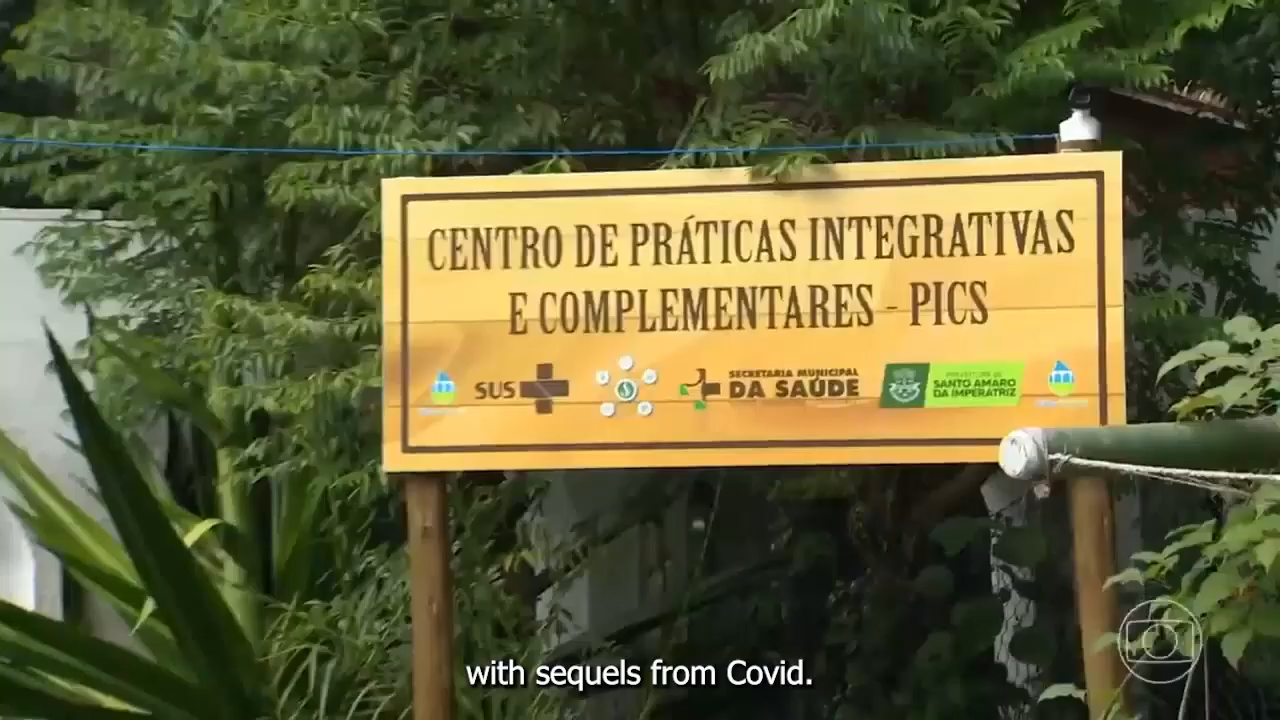 CENTRO DE PRÁTICAS INTEGRATIVAS
E COMPLEMENTARES - PICS
SUS
SECRETARIA MUNICIPAL
DA SAÚDE
PREFEITURA DE
SANTO AMARO
DA IMPERATRIZ
with sequels from Covid.